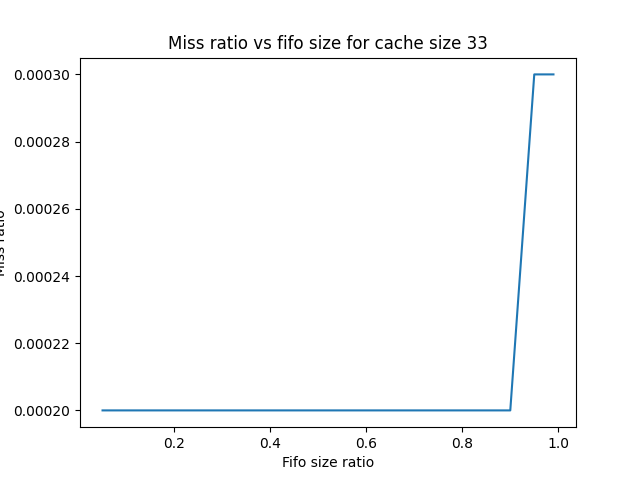 Miss ratio vs fifo size for cache size 33
0.00030
0.00028
0.00026
0.00024
0.00022
0.00020
Miss ratio
0.2 0.4 0.6 0.8 1.0
Fifo size ratio